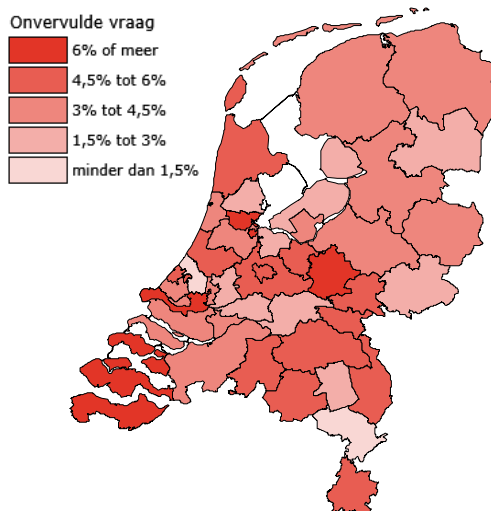 Onvervulde vraag
6% of meer
4,5% tot 6%
3% tot 4,5%
1,5% tot 3%
minder dan 1,5%